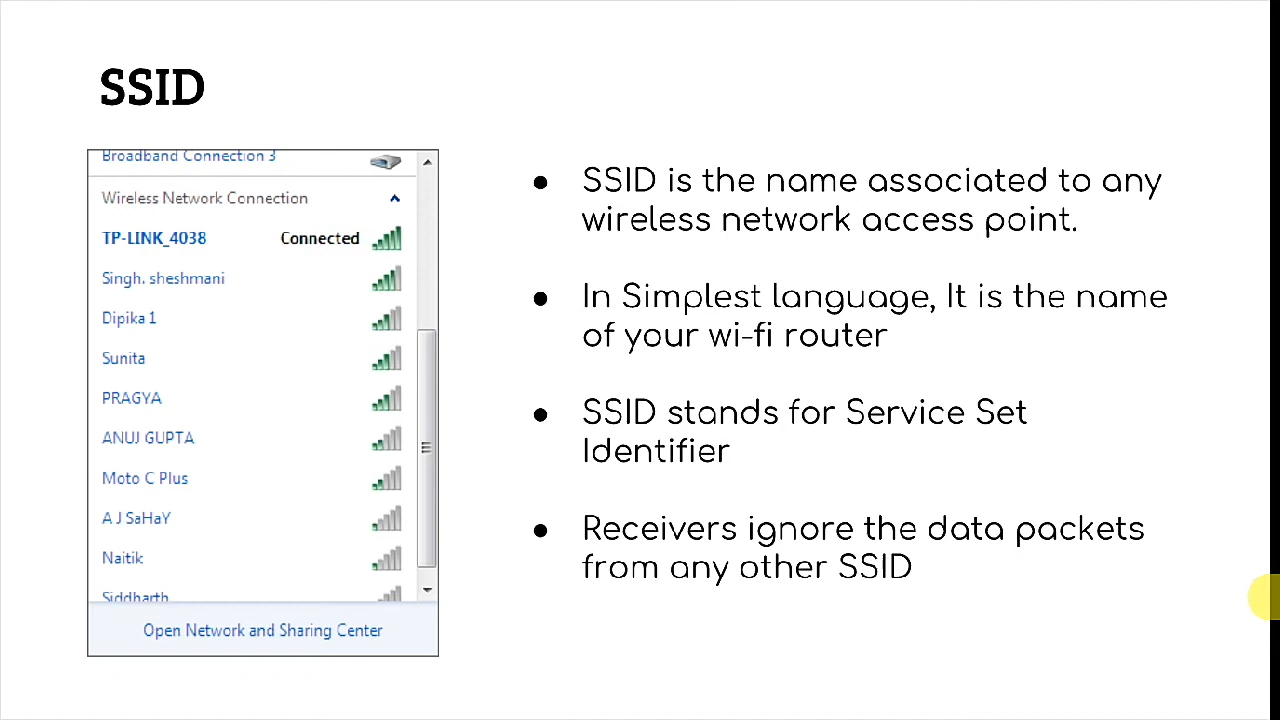 SSID
Broadband Connection 3
Wireless Network Connection
TP-LINK_4038 Connected
Singh. sheshmani
Dipika 1
Sunita
PRAGYA
ANUJ GUPTA
Moto C Plus
A J SaHaY
Naitik
Siddharth
Open Network and Sharing Center
● SSID is the name associated to any
wireless network access point.
● In Simplest language, It is the name
of your wi-fi router
● SSID stands for Service Set
Identifier
● Receivers ignore the data packets
from any other SSID